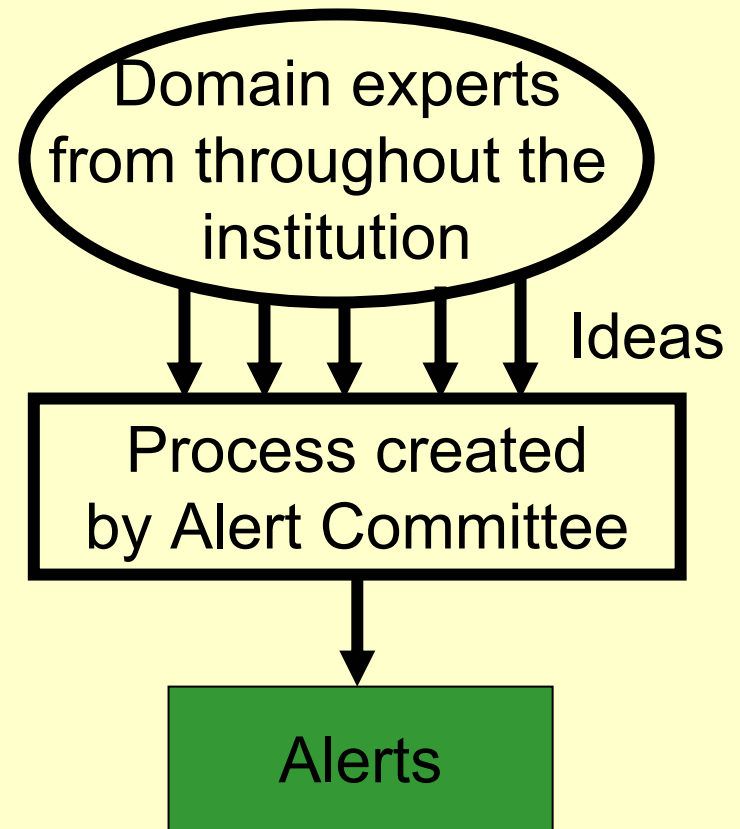 Domain experts
from throughout the
institution
Ideas
Process created
by Alert Committee
Alerts